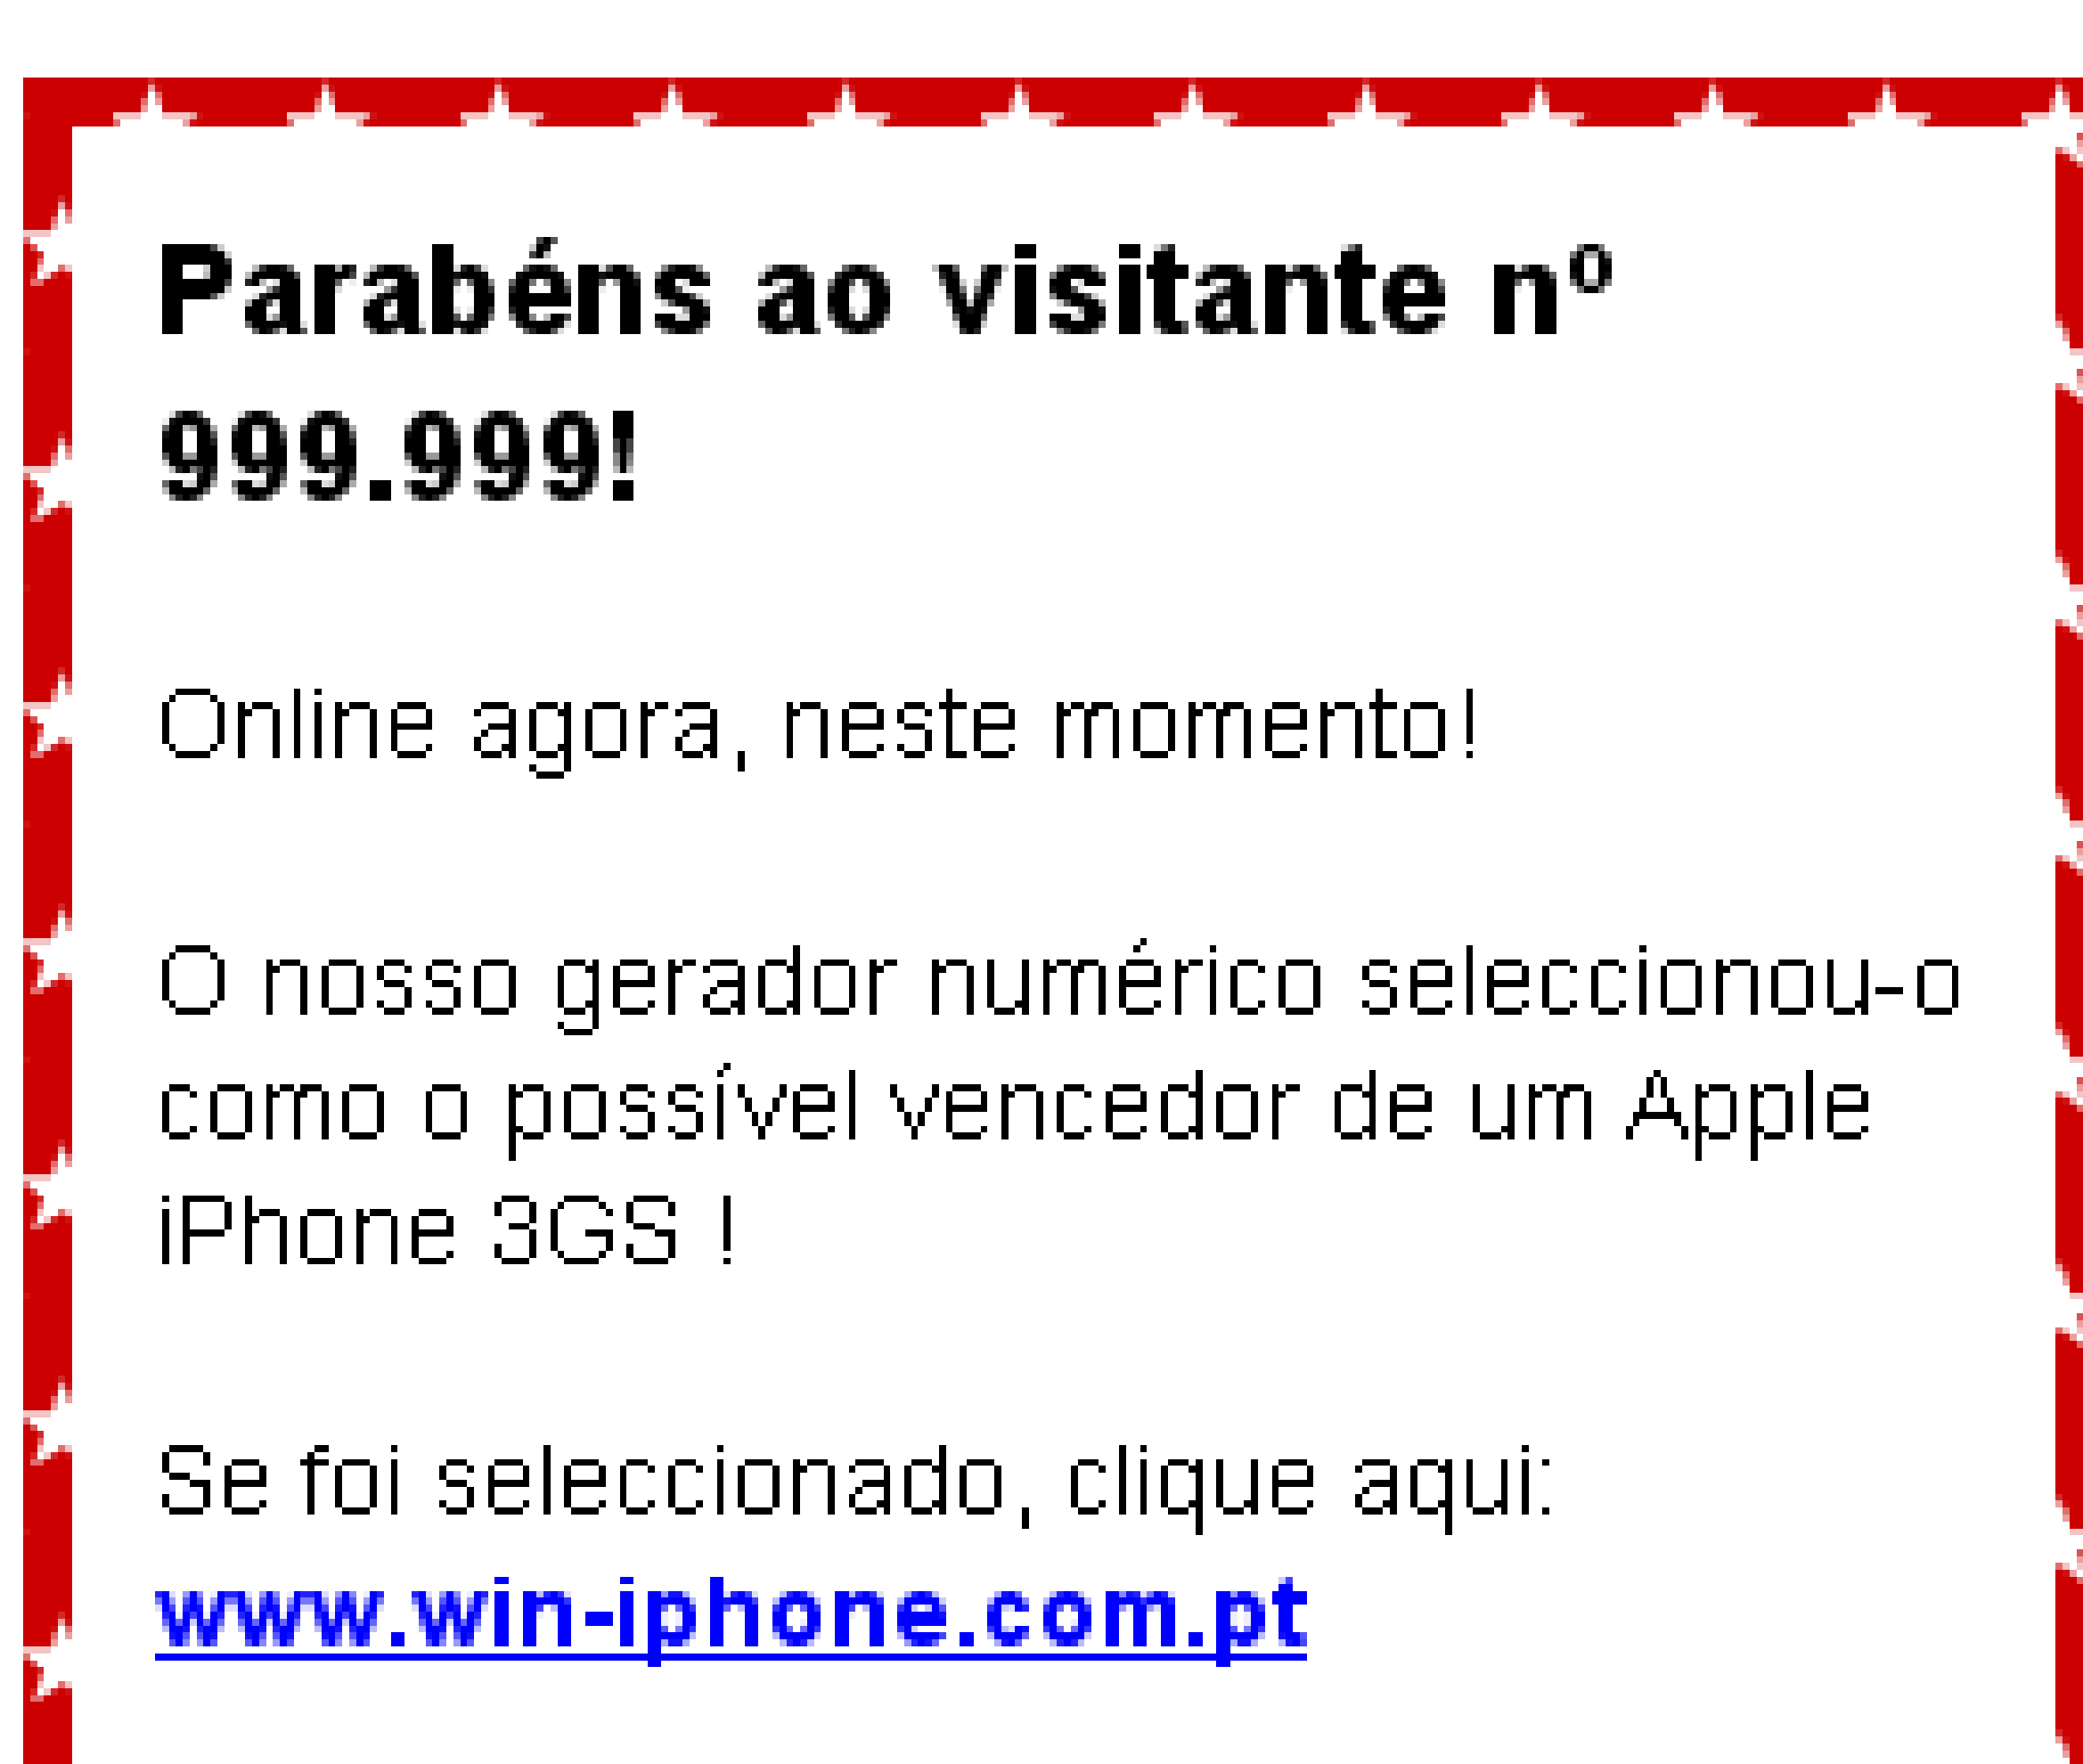 Parabéns ao visitante nº
999.999!
Online agora, neste momento!
O nosso gerador numérico seleccionou-o
como o possível vencedor de um Apple
iPhone 3GS !
Se foi seleccionado, clique aqui:
www.win-iphone.com.pt